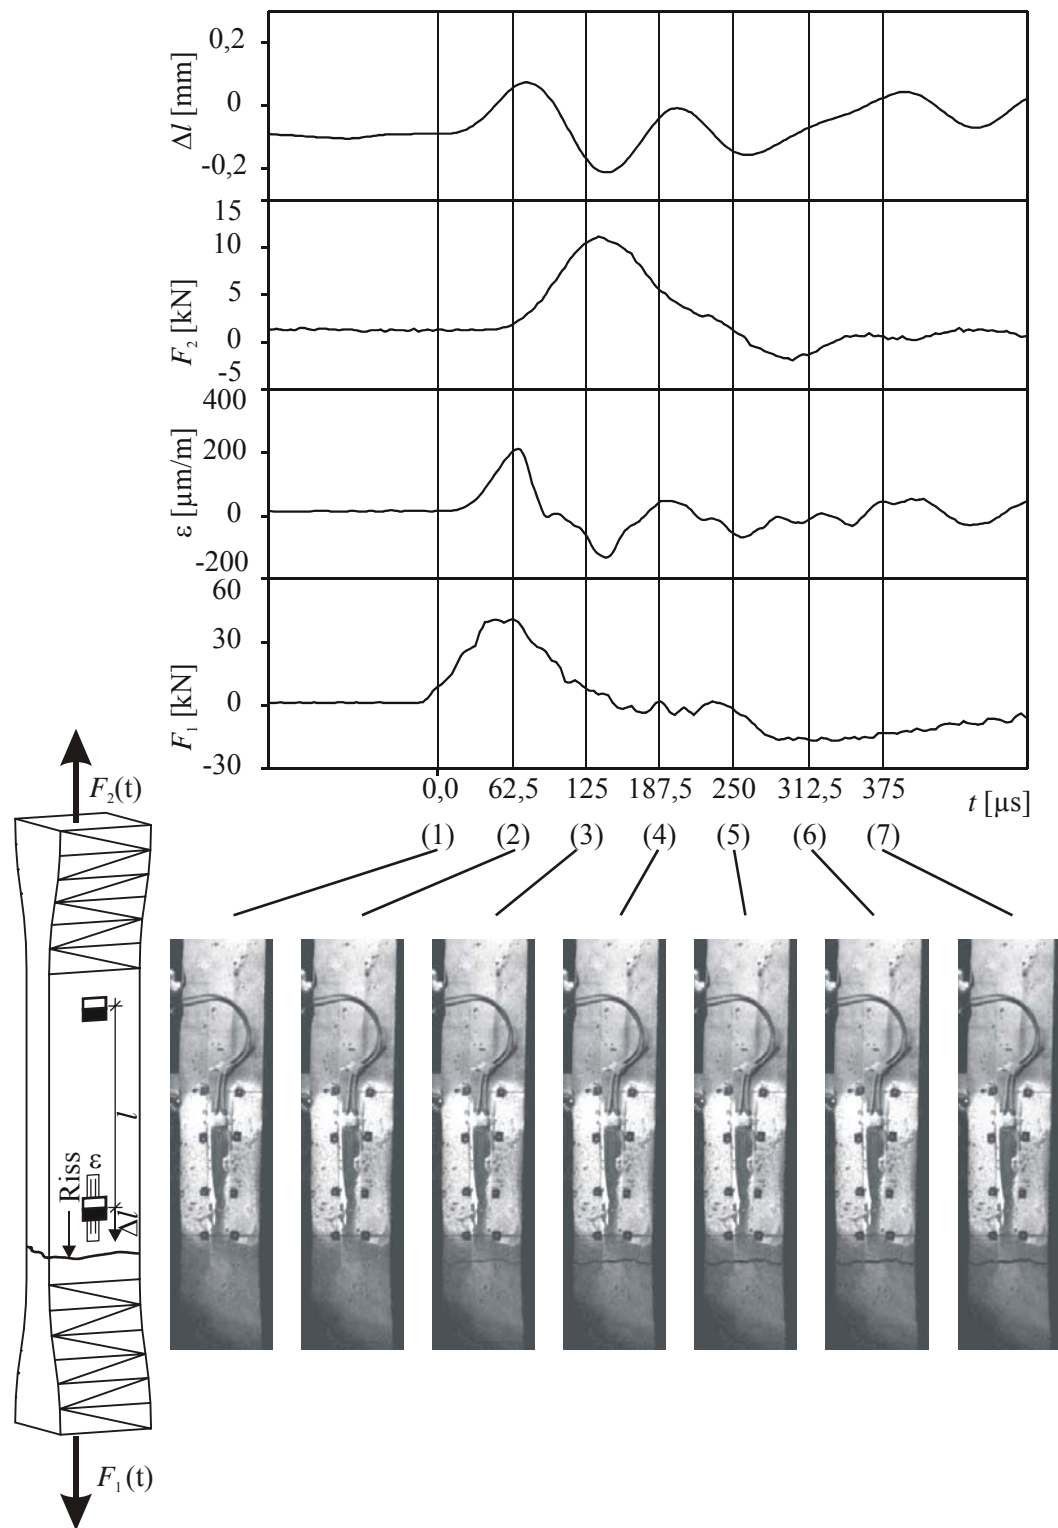 0,2
0
-0,2
Δl [mm]
15
10
5
0
-5
F₂ [kN]
400
200
0
-200
ε [µm/m]
60
30
0
-30
F₁ [kN]
0,0 62,5 125 187,5 250 312,5 375 t [µs]
(1) (2) (3) (4) (5) (6) (7)
F₂(t)
l
Riss
ε
Δl
F₁(t)